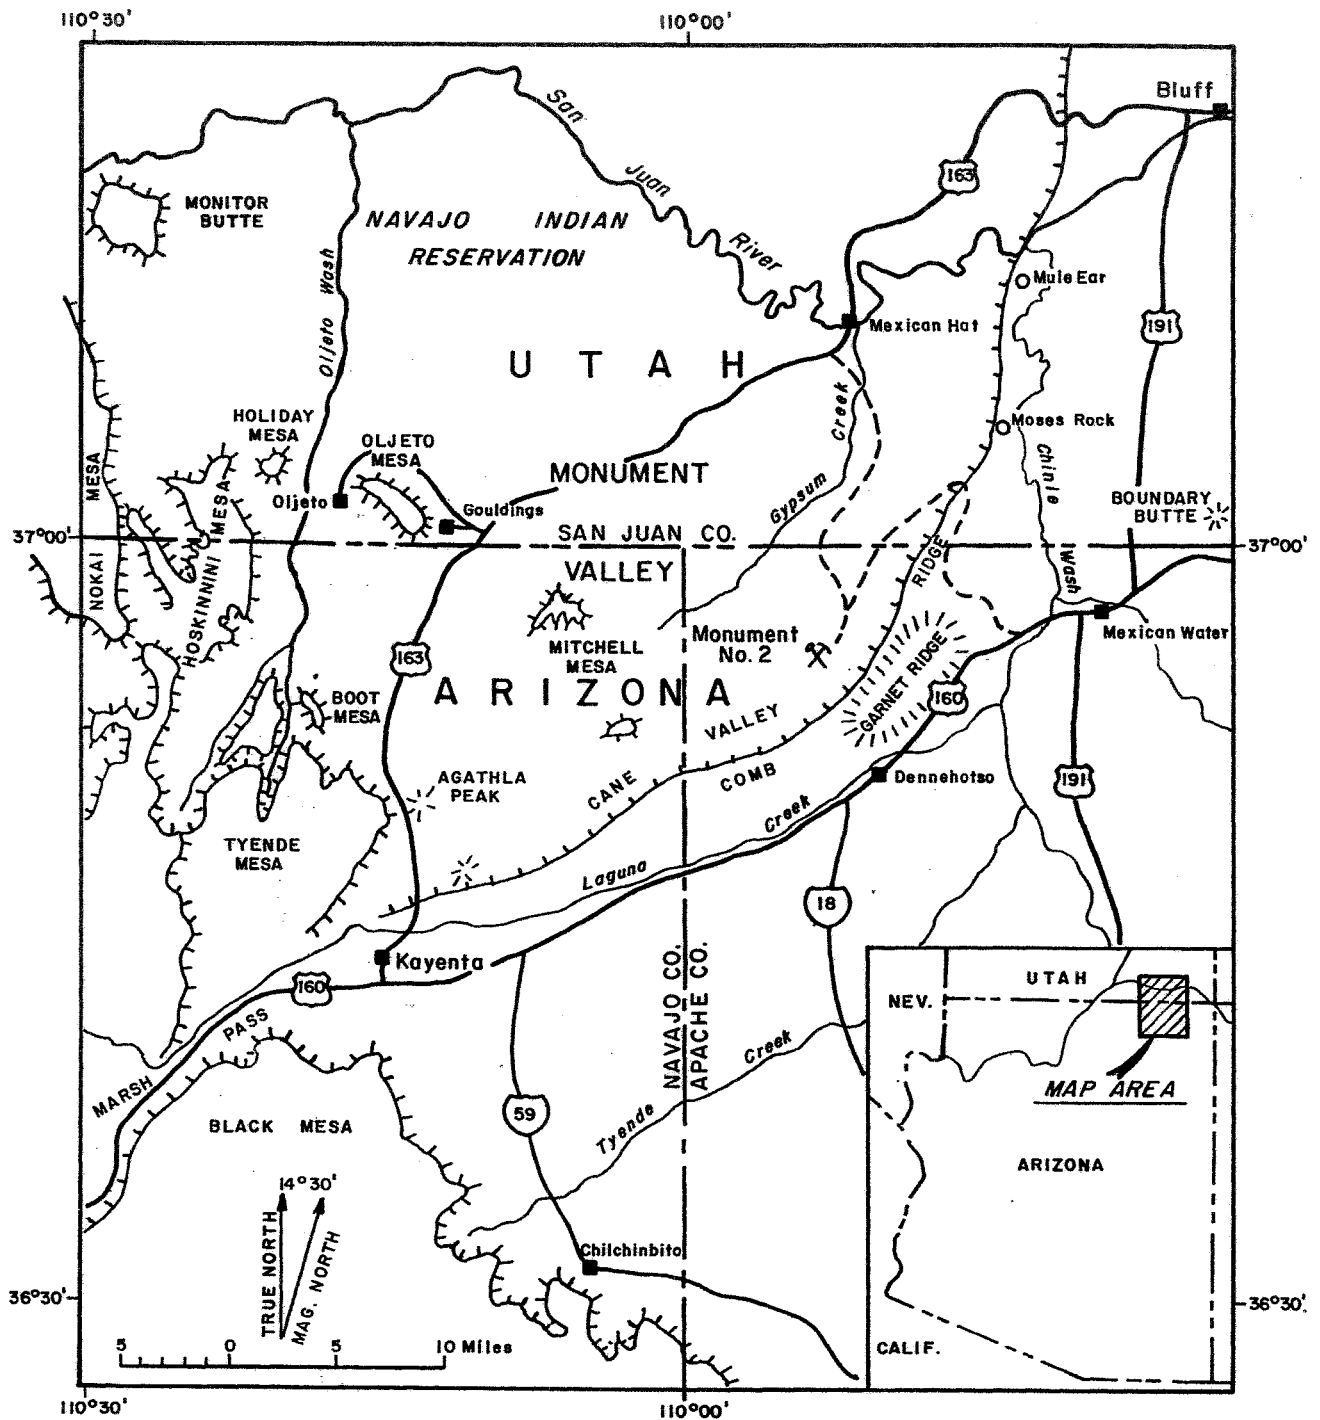 110°30'
110°00'
Bluff
San
163
Juan
MONITOR
BUTTE
NAVAJO INDIAN
RESERVATION
River
Oljeto Wash
Mule Ear
191
Mexican Hat
UTAH
Creek
HOLIDAY
MESA
Moses Rock
OLJETO
MESA
MONUMENT
Chinle
MESA
Oljeto
Gypsum
BOUNDARY
BUTTE
MESA
Gouldings
37°00'
SAN JUAN CO.
37°00'
VALLEY
RIDGE
Wash
NOKAI
HOSKINNINI
Monument
No. 2
Mexican Water
MITCHELL
MESA
163
GARNET RIDGE
ARIZONA
BOOT
MESA
160
VALLEY
AGATHLA
PEAK
CANE
COMB
Dennehotso
191
Creek
TYENDE
MESA
Laguna
18
Kayenta
NAVAJO CO.
APACHE CO.
160
UTAH
NEV.
PASS
Creek
MARSH
MAP AREA
59
BLACK MESA
Tyende
ARIZONA
14°30'
TRUE NORTH
MAG. NORTH
Chilchinbito
36°30'
36°30'
5 0 5 10 Miles
CALIF.
110°30'
110°00'